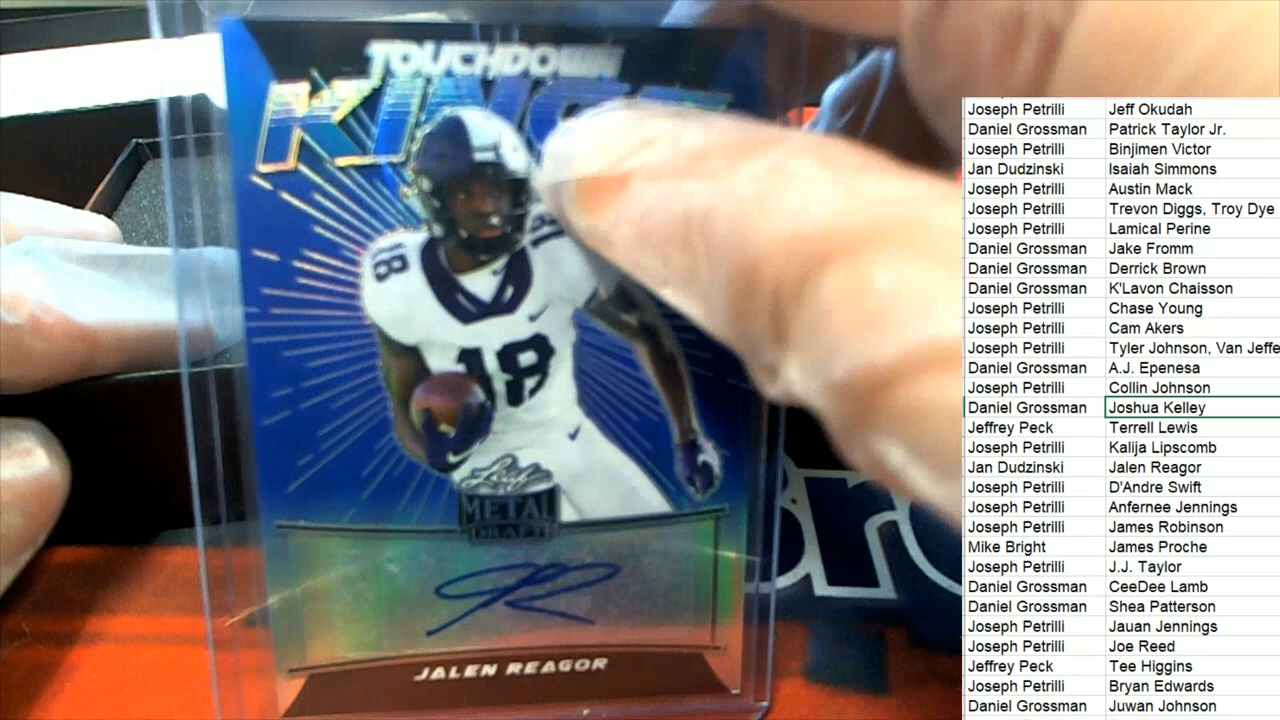 TOUCHDOWN
18
18
Leaf
METAL
DRAFT
JALEN REAGOR
Joseph Petrilli Jeff Okudah
Daniel Grossman Patrick Taylor Jr.
Joseph Petrilli Binjimen Victor
Jan Dudzinski Isaiah Simmons
Joseph Petrilli Austin Mack
Joseph Petrilli Trevon Diggs, Troy Dye
Joseph Petrilli Lamical Perine
Daniel Grossman Jake Fromm
Daniel Grossman Derrick Brown
Daniel Grossman K'Lavon Chaisson
Joseph Petrilli Chase Young
Joseph Petrilli Cam Akers
Joseph Petrilli Tyler Johnson, Van Jeffe
Daniel Grossman A.J. Epenesa
Joseph Petrilli Collin Johnson
Daniel Grossman Joshua Kelley
Jeffrey Peck Terrell Lewis
Joseph Petrilli Kalija Lipscomb
Jan Dudzinski Jalen Reagor
Joseph Petrilli D'Andre Swift
Joseph Petrilli Anfernee Jennings
Joseph Petrilli James Robinson
Mike Bright James Proche
Joseph Petrilli J.J. Taylor
Daniel Grossman CeeDee Lamb
Daniel Grossman Shea Patterson
Joseph Petrilli Jauan Jennings
Joseph Petrilli Joe Reed
Jeffrey Peck Tee Higgins
Joseph Petrilli Bryan Edwards
Daniel Grossman Juwan Johnson